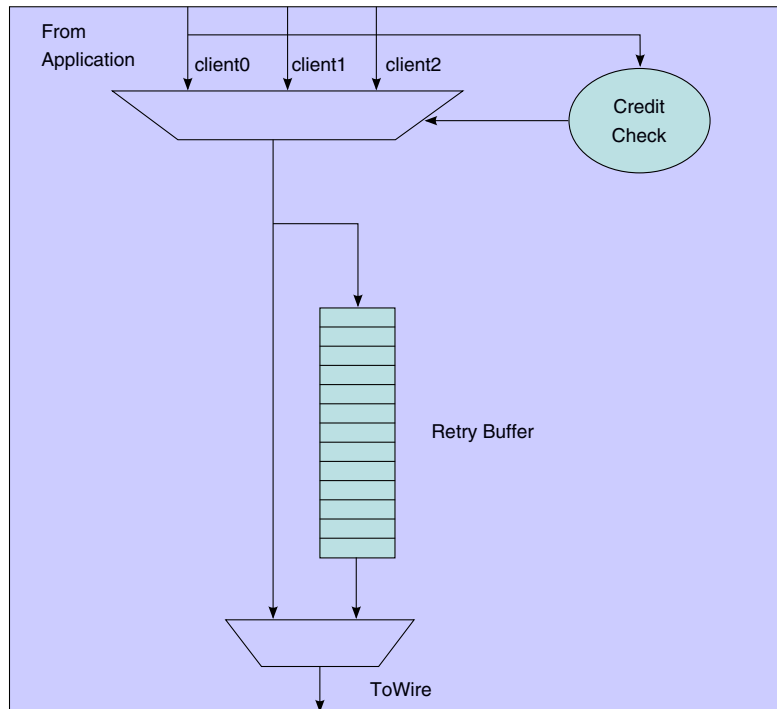 From
Application
client0
client1
client2
Credit
Check
Retry Buffer
ToWire